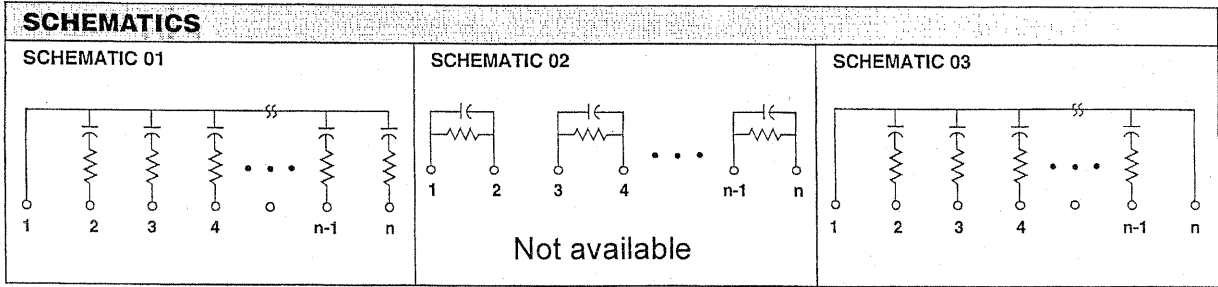 SCHEMATICS
SCHEMATIC 01
1 2 3 4 n-1 n
SCHEMATIC 02
1 2 3 4 n-1 n
Not available
SCHEMATIC 03
1 2 3 4 n-1 n